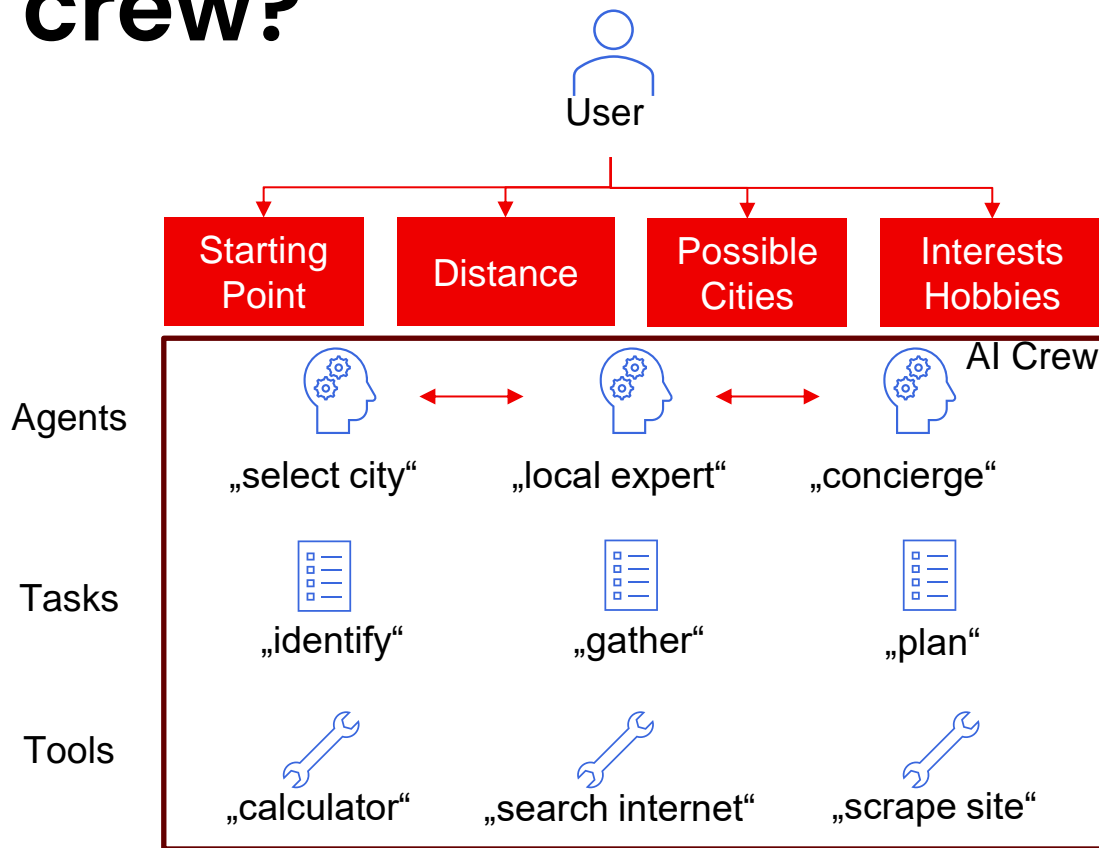 crew?
User
Starting
Point
Distance
Possible
Cities
Interests
Hobbies
AI Crew
Agents
„select city“
„local expert“
„concierge“
Tasks
„identify“
„gather“
„plan“
Tools
„calculator“
„search internet“
„scrape site“